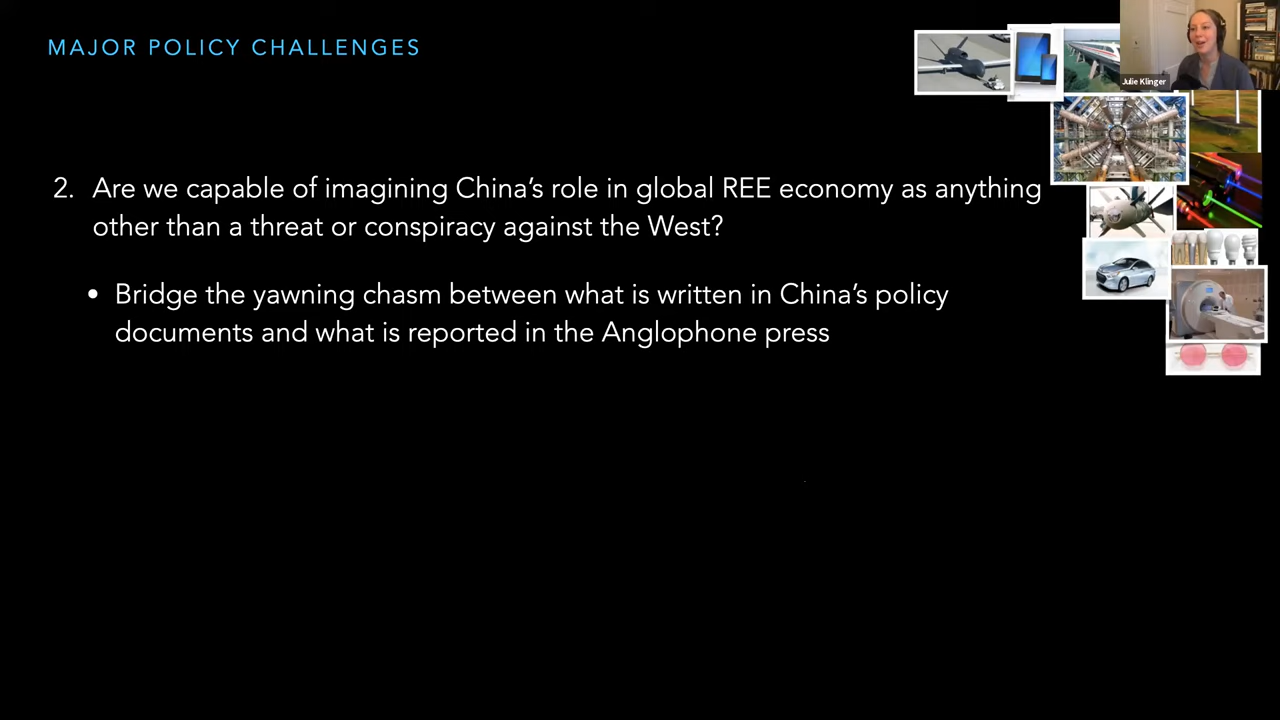 MAJOR POLICY CHALLENGES
Julie Klinger
2. Are we capable of imagining China's role in global REE economy as anything
other than a threat or conspiracy against the West?
• Bridge the yawning chasm between what is written in China's policy
documents and what is reported in the Anglophone press